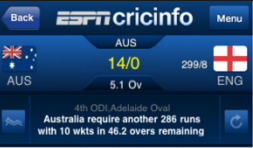 Back ESPN cricinfo Menu
AUS
14/0 299/8
AUS 5.1 Ov ENG
4th ODI,Adelaide Oval
Australia require another 286 runs
with 10 wkts in 46.2 overs remaining